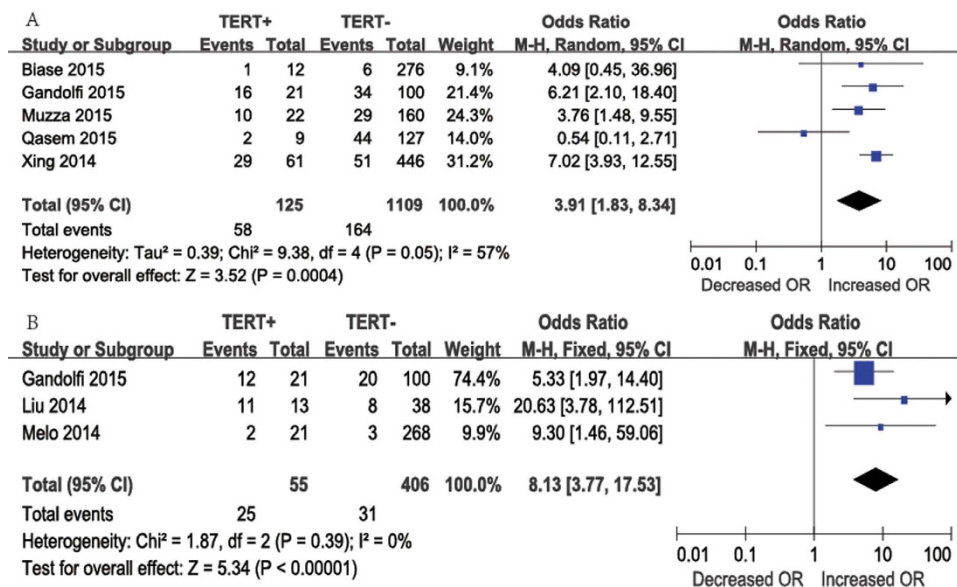 A TERT+ TERT- Odds Ratio Odds Ratio
Study or Subgroup Events Total Events Total Weight M-H, Random, 95% CI M-H, Random, 95% CI
Biase 2015 1 12 6 276 9.1% 4.09 [0.45, 36.96]
Gandolfi 2015 16 21 34 100 21.4% 6.21 [2.10, 18.40]
Muzza 2015 10 22 29 160 24.3% 3.76 [1.48, 9.55]
Qasem 2015 2 9 44 127 14.0% 0.54 [0.11, 2.71]
Xing 2014 29 61 51 446 31.2% 7.02 [3.93, 12.55]
Total (95% CI) 125 1109 100.0% 3.91 [1.83, 8.34]
Total events 58 164
Heterogeneity: Tau² = 0.39; Chi² = 9.38, df = 4 (P = 0.05); I² = 57%
Test for overall effect: Z = 3.52 (P = 0.0004)
0.01 0.1 1 10 100
Decreased OR Increased OR
B TERT+ TERT- Odds Ratio Odds Ratio
Study or Subgroup Events Total Events Total Weight M-H, Fixed, 95% CI M-H, Fixed, 95% CI
Gandolfi 2015 12 21 20 100 74.4% 5.33 [1.97, 14.40]
Liu 2014 11 13 8 38 15.7% 20.63 [3.78, 112.51]
Melo 2014 2 21 3 268 9.9% 9.30 [1.46, 59.06]
Total (95% CI) 55 406 100.0% 8.13 [3.77, 17.53]
Total events 25 31
Heterogeneity: Chi² = 1.87, df = 2 (P = 0.39); I² = 0%
Test for overall effect: Z = 5.34 (P < 0.00001)
0.01 0.1 1 10 100
Decreased OR Increased OR